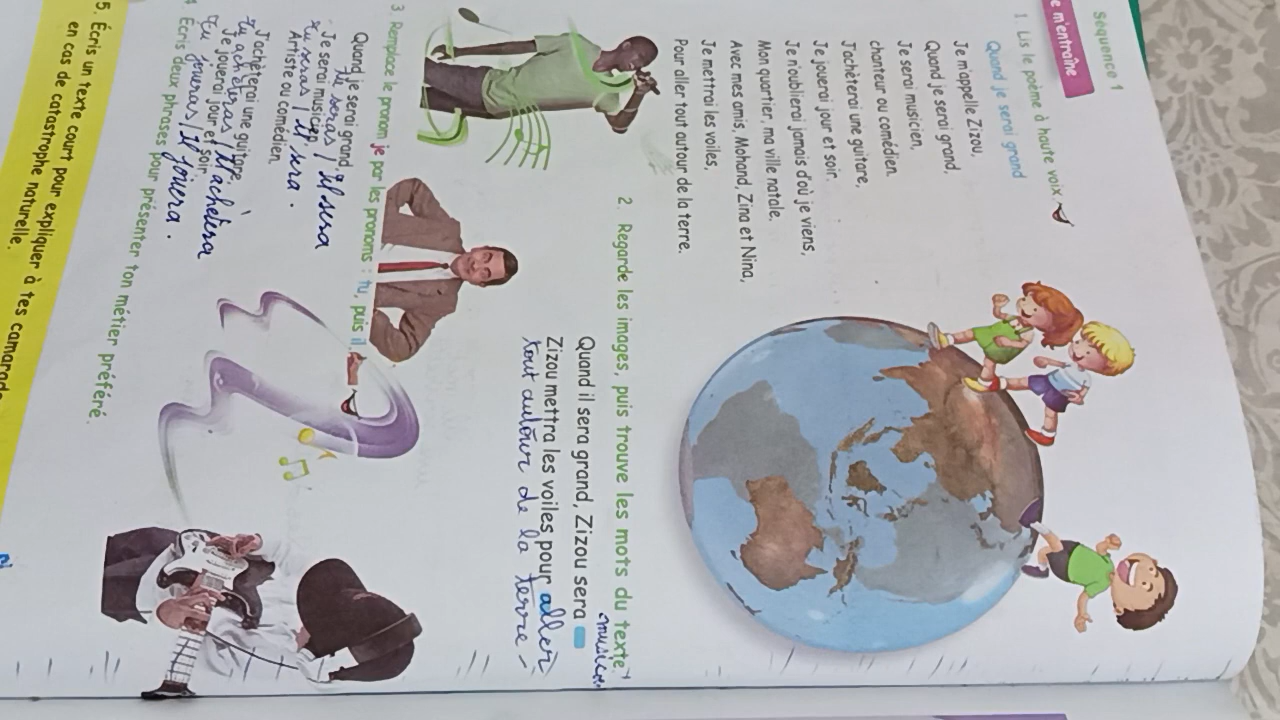 Séquence 1
e m'entraîne
1. Lis le poème à haute voix.
Quand je serai grand
Je m'appelle Zizou,
Quand je serai grand,
Je serai musicien,
chanteur ou comédien.
J'achèterai une guitare,
Je jouerai jour et soir.
Je n'oublierai jamais d'où je viens,
Mon quartier, ma ville natale,
Avec mes amis, Mohand, Zina et Nina,
Je mettrai les voiles,
Pour aller tout autour de la terre.
2. Regarde les images, puis trouve les mots du texte
Quand il sera grand, Zizou sera
Zizou mettra les voiles pour aller
tout autour de la terre
3. Remplace le pronom je par les pronoms : tu, puis il.
Quand je serai grand
tu seras / il sera
Je serai musicien
tu seras / il sera.
Artiste ou comédien.
J'achèterai une guitare.
tu achèteras / il achètera
Je jouerai jour et soir.
tu joueras / il jouera.
4 Ecris deux phrases pour présenter ton métier préféré.
5. Écris un texte court pour expliquer à tes camarade
en cas de catastrophe naturelle.